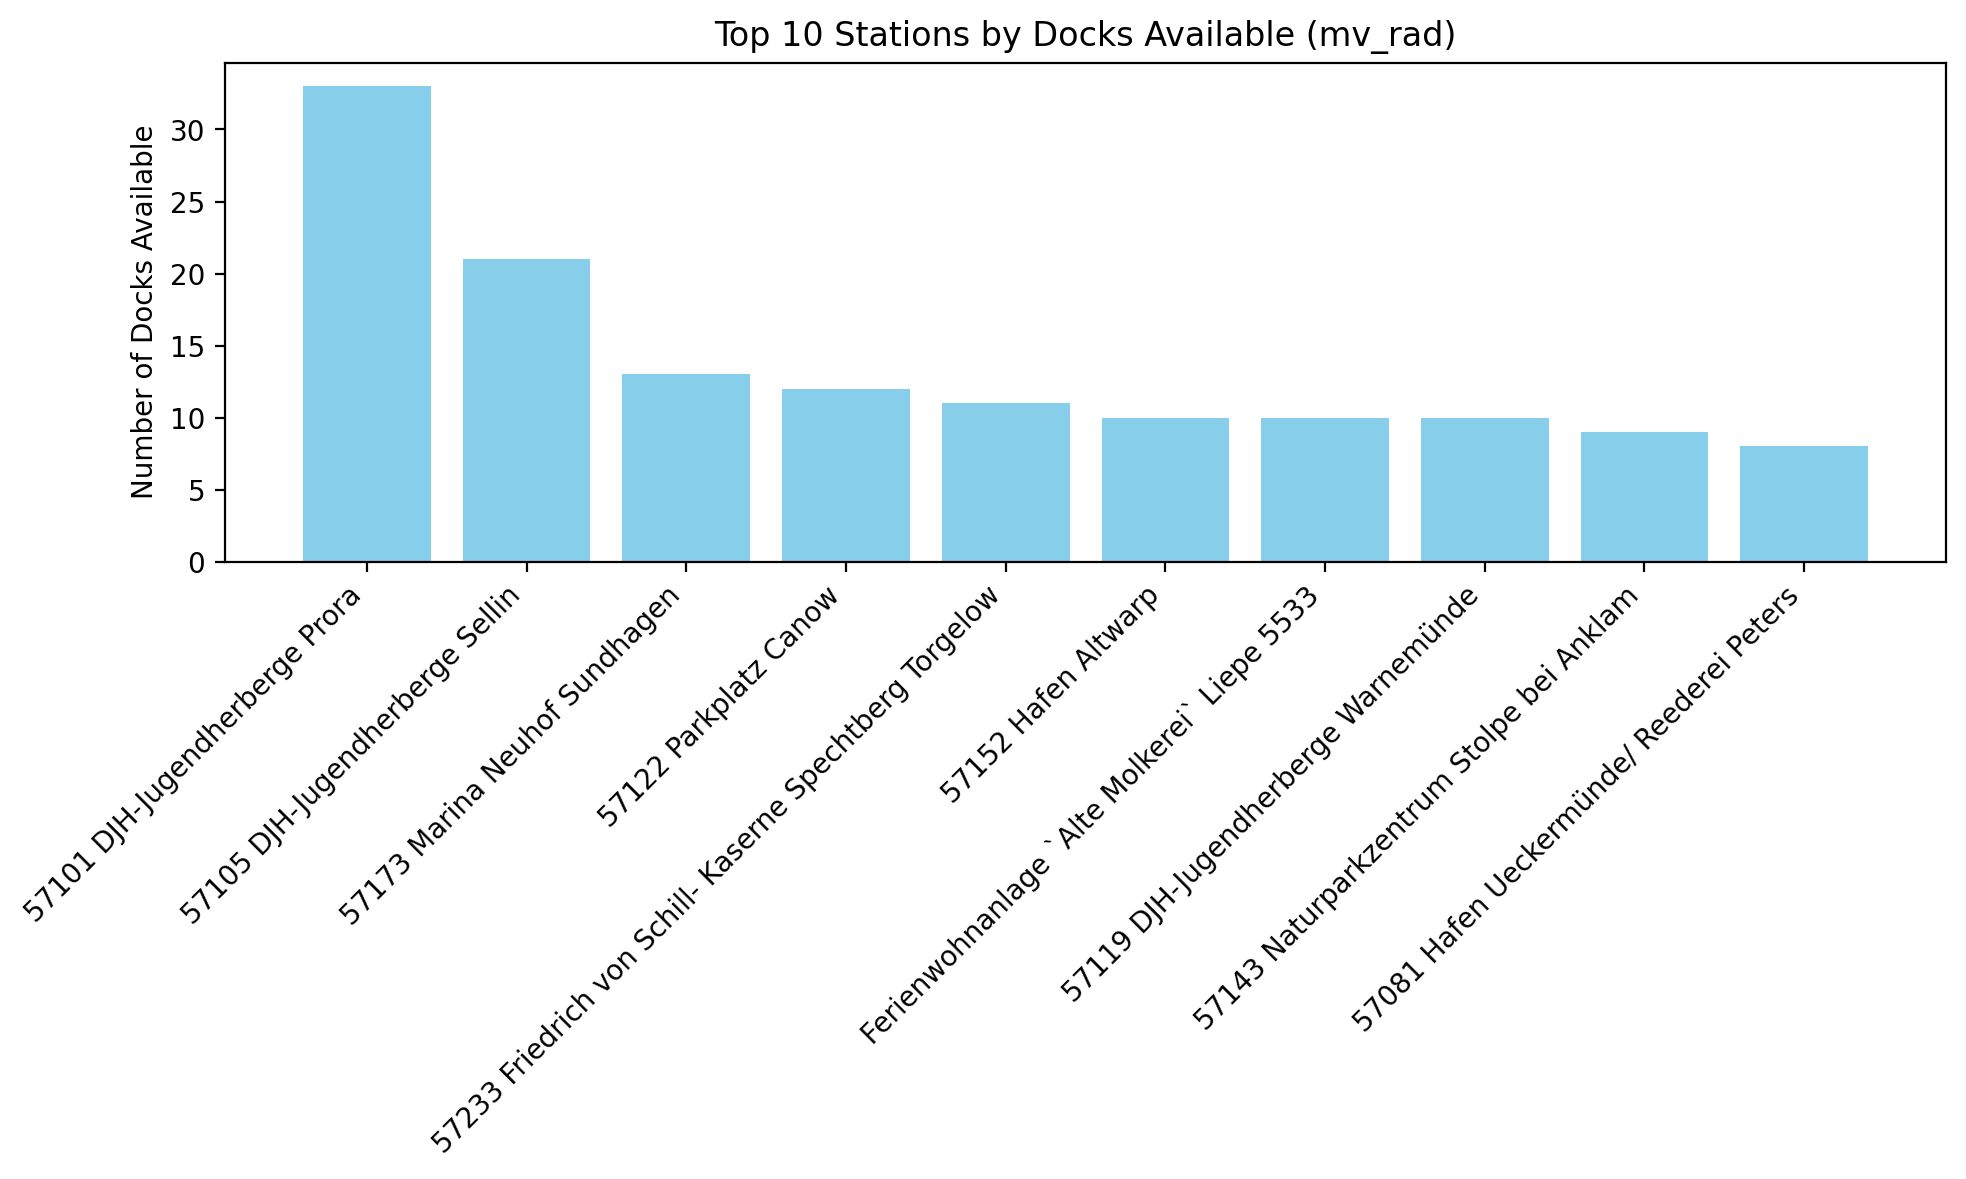 Top 10 Stations by Docks Available (mv_rad)
Number of Docks Available
30
25
20
15
10
5
0
57101 DJH-Jugendherberge Prora
57105 DJH-Jugendherberge Sellin
57173 Marina Neuhof Sundhagen
57122 Parkplatz Canow
57233 Friedrich von Schill- Kaserne Spechtberg Torgelow
57152 Hafen Altwarp
Ferienwohnanlage `Alte Molkerei` Liepe 5533
57119 DJH-Jugendherberge Warnemünde
57143 Naturparkzentrum Stolpe bei Anklam
57081 Hafen Ueckermünde/ Reederei Peters